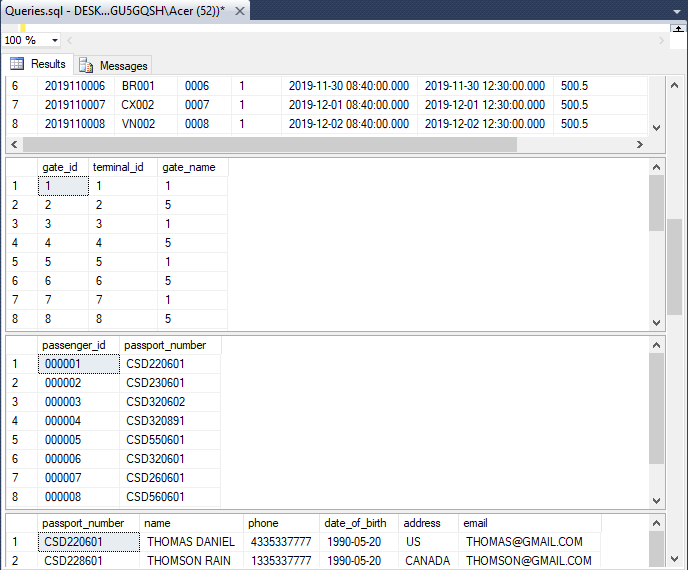 Queries.sql - DESK...GU5GQSH\Acer (52))*
100 %
Results Messages
6 2019110006 BR001 0006 1 2019-11-30 08:40:00.000 2019-11-30 12:30:00.000 500.5
7 2019110007 CX002 0007 1 2019-12-01 08:40:00.000 2019-12-01 12:30:00.000 500.5
8 2019110008 VN002 0008 1 2019-12-02 08:40:00.000 2019-12-02 12:30:00.000 500.5
gate_id terminal_id gate_name
1 1 1 1
2 2 2 5
3 3 3 1
4 4 4 5
5 5 5 1
6 6 6 5
7 7 7 1
8 8 8 5
passenger_id passport_number
1 000001 CSD220601
2 000002 CSD230601
3 000003 CSD320602
4 000004 CSD320891
5 000005 CSD550601
6 000006 CSD320601
7 000007 CSD260601
8 000008 CSD560601
passport_number name phone date_of_birth address email
1 CSD220601 THOMAS DANIEL 4335337777 1990-05-20 US THOMAS@GMAIL.COM
2 CSD228601 THOMSON RAIN 1335337777 1990-05-20 CANADA THOMSON@GMAIL.COM